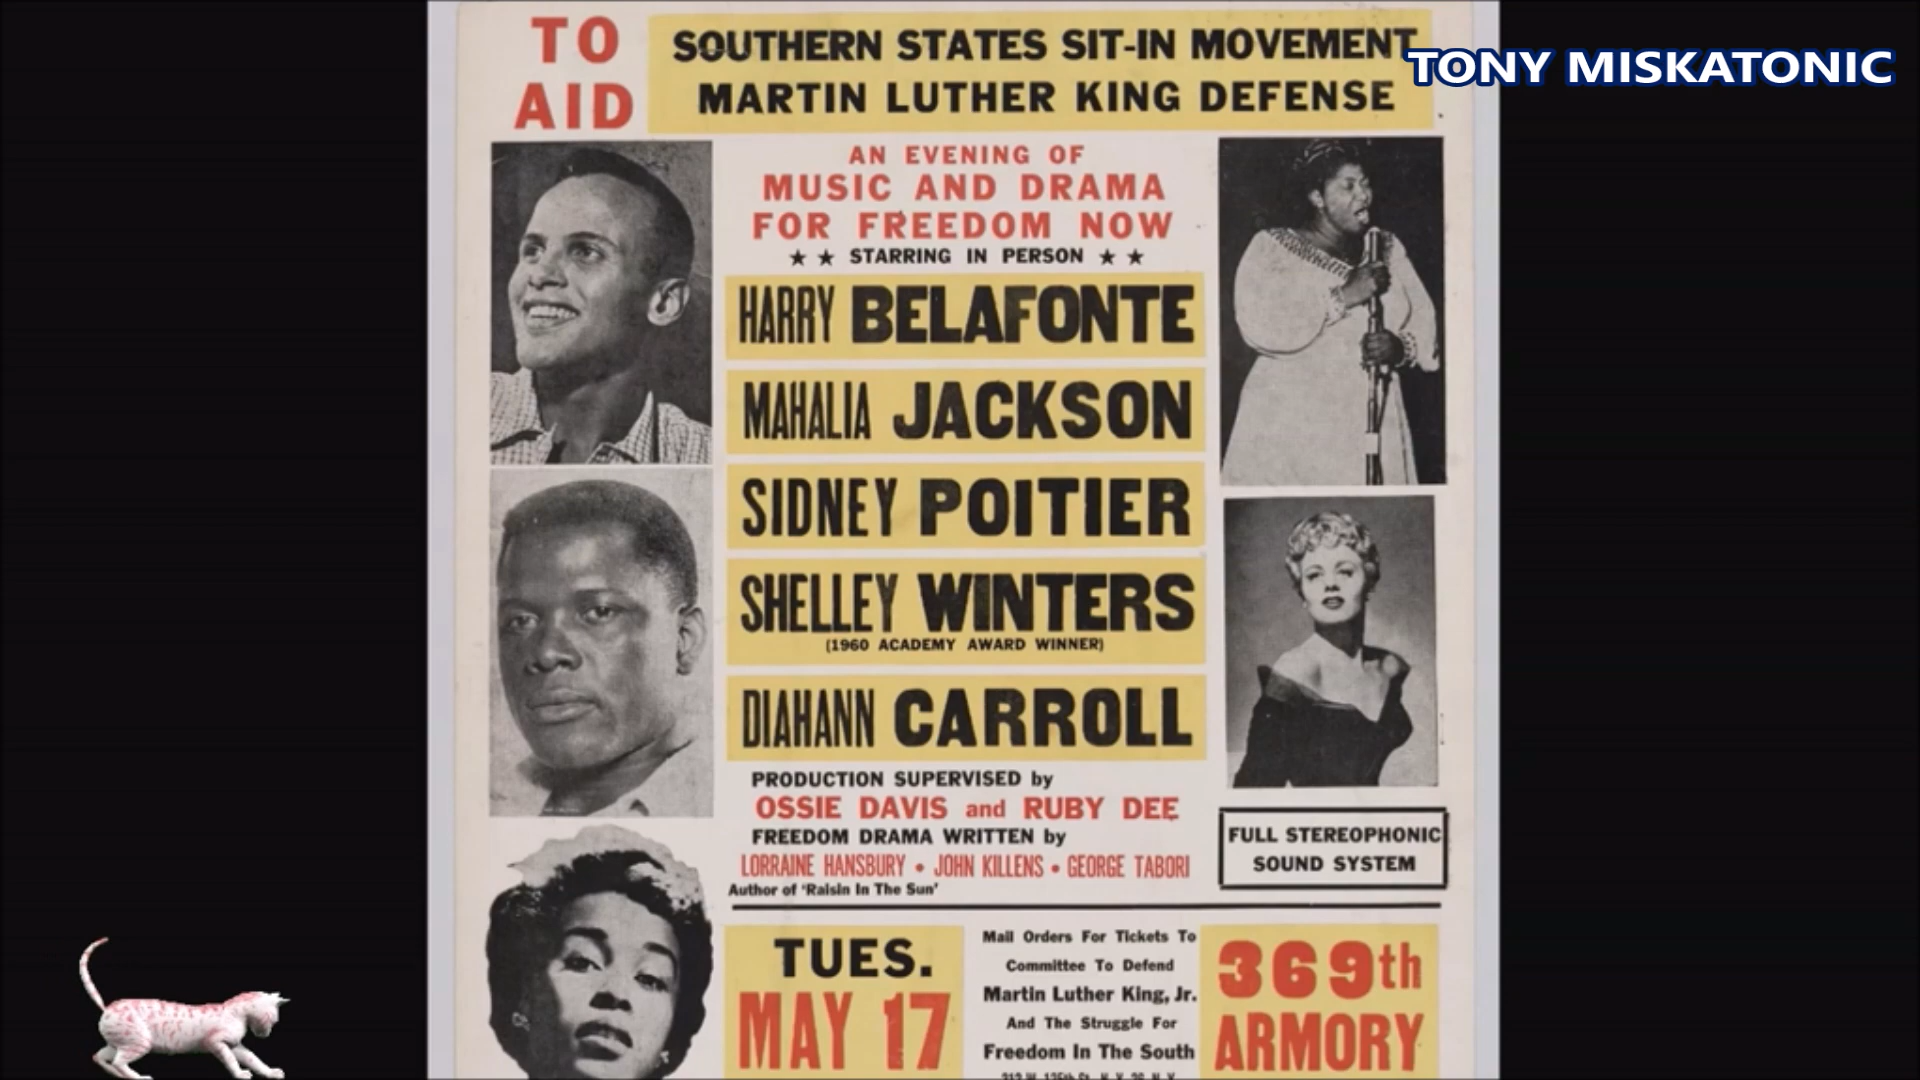 TO
AID
SOUTHERN STATES SIT-IN MOVEMENT
MARTIN LUTHER KING DEFENSE
TONY MISKATONIC
AN EVENING OF
MUSIC AND DRAMA
FOR FREEDOM NOW
★ ★ STARRING IN PERSON ★ ★
HARRY BELAFONTE
MAHALIA JACKSON
SIDNEY POITIER
SHELLEY WINTERS
(1960 ACADEMY AWARD WINNER)
DIAHANN CARROLL
PRODUCTION SUPERVISED by
OSSIE DAVIS and RUBY DEE
FREEDOM DRAMA WRITTEN by
LORRAINE HANSBURY • JOHN KILLENS • GEORGE TABORI
Author of 'Raisin In The Sun'
FULL STEREOPHONIC
SOUND SYSTEM
TUES.
MAY 17
Mail Orders For Tickets To
Committee To Defend
Martin Luther King, Jr.
And The Struggle For
Freedom In The South
369th
ARMORY